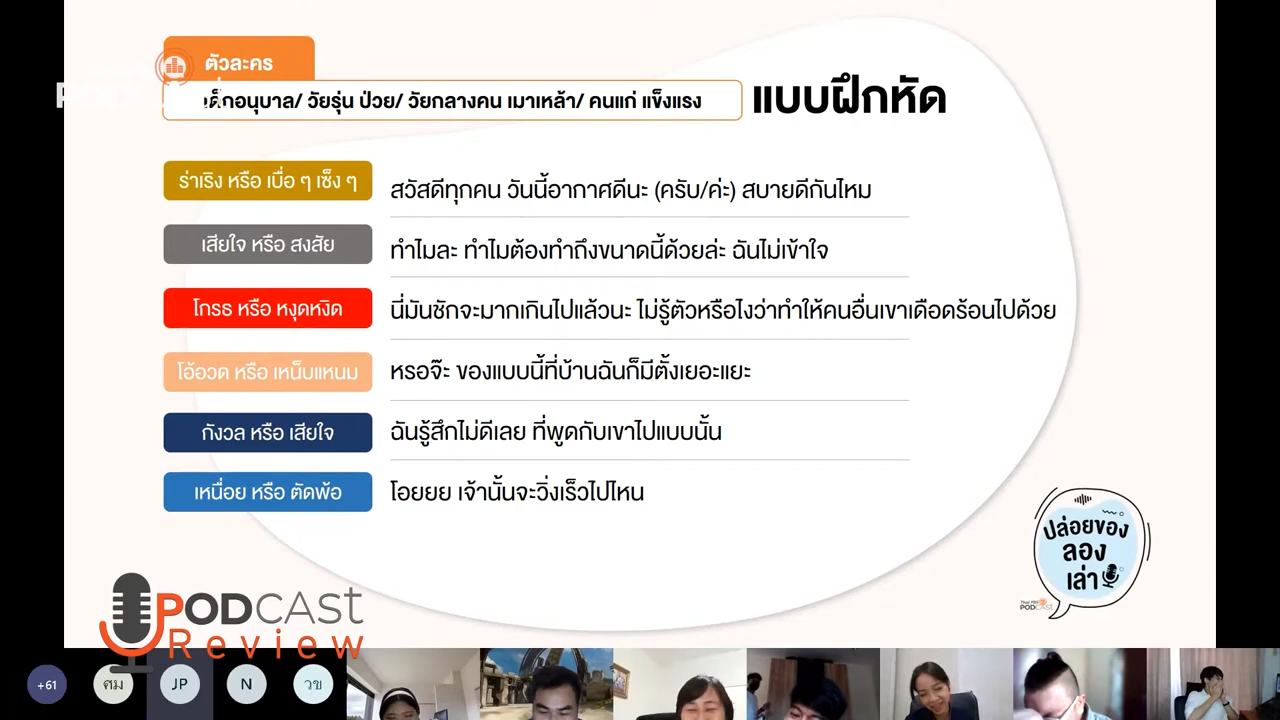 ตัวละคร
เด็กอนุบาล/ วัยรุ่น ป่วย/ วัยกลางคน เมาเหล้า/ คนแก่ แข็งแรง
แบบฝึกหัด
ร่าเริง หรือ เบื่อ ๆ เซ็ง ๆ
สวัสดีทุกคน วันนี้อากาศดีนะ (ครับ/ค่ะ) สบายดีกันไหม
เสียใจ หรือ สงสัย
ทำไมละ ทำไมต้องทำถึงขนาดนี้ด้วยล่ะ ฉันไม่เข้าใจ
โกรธ หรือ หงุดหงิด
นี่มันชักจะมากเกินไปแล้วนะ ไม่รู้ตัวหรือไงว่าทำให้คนอื่นเขาเดือดร้อนไปด้วย
โอ้อวด หรือ เหน็บแหนม
หรอจ๊ะ ของแบบนี้ที่บ้านฉันก็มีตั้งเยอะแยะ
กังวล หรือ เสียใจ
ฉันรู้สึกไม่ดีเลย ที่พูดกับเขาไปแบบนั้น
เหนื่อย หรือ ตัดพ้อ
โอยยย เจ้านั้นจะวิ่งเร็วไปไหน
ปล่อยของ
ลอง
เล่า
Thai PBS
PODCAST
PODCAST
Review
+61
ศม
JP
N
วข